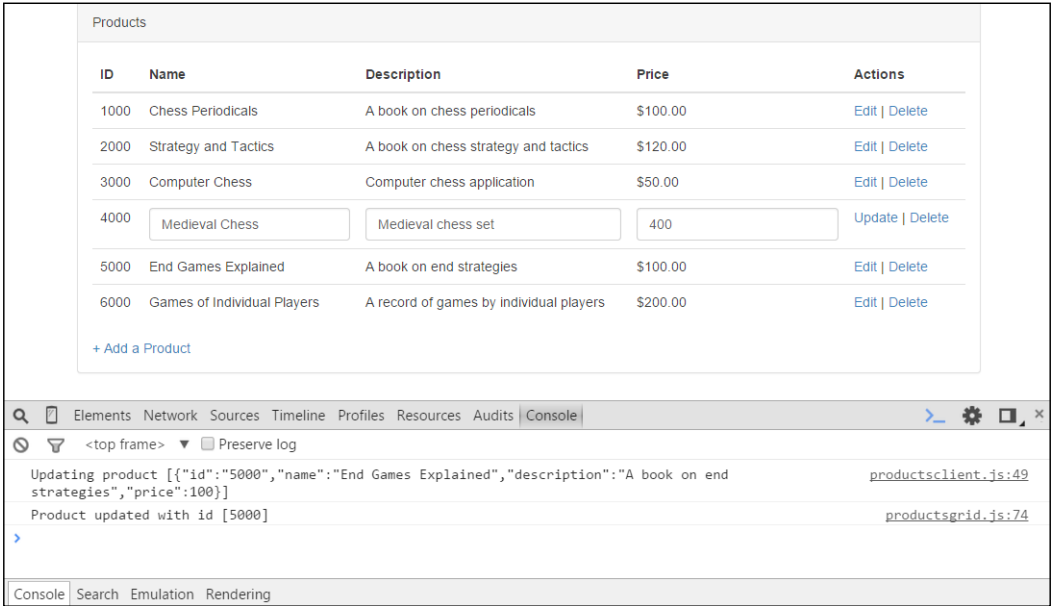 Products
ID Name Description Price Actions
1000 Chess Periodicals A book on chess periodicals $100.00 Edit | Delete
2000 Strategy and Tactics A book on chess strategy and tactics $120.00 Edit | Delete
3000 Computer Chess Computer chess application $50.00 Edit | Delete
4000 Medieval Chess Medieval chess set 400 Update | Delete
5000 End Games Explained A book on end strategies $100.00 Edit | Delete
6000 Games of Individual Players A record of games by individual players $200.00 Edit | Delete
+ Add a Product
Elements Network Sources Timeline Profiles Resources Audits Console
<top frame> ▼ Preserve log
Updating product [{"id":"5000","name":"End Games Explained","description":"A book on end productsclient.js:49
strategies","price":100}]
Product updated with id [5000] productsgrid.js:74
>
Console Search Emulation Rendering